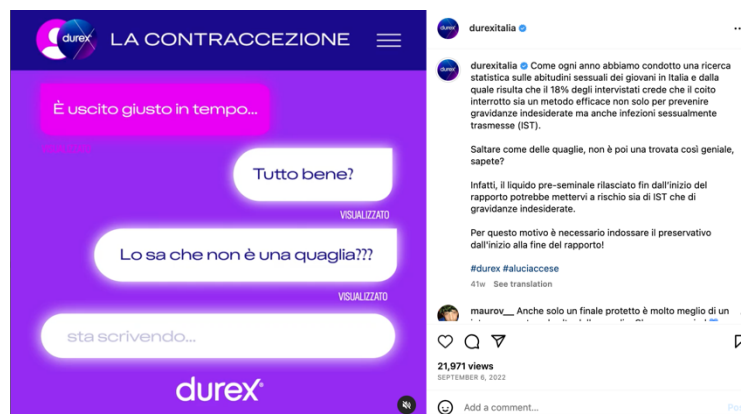 durex
LA CONTRACCEZIONE
È uscito giusto in tempo...
Tutto bene?
VISUALIZZATO
Lo sa che non è una quaglia???
VISUALIZZATO
sta scrivendo...
durex
durex
durexitalia
durex
durexitalia Come ogni anno abbiamo condotto una ricerca
statistica sulle abitudini sessuali dei giovani in Italia e dalla
quale risulta che il 18% degli intervistati crede che il coito
interrotto sia un metodo efficace non solo per prevenire
gravidanze indesiderate ma anche infezioni sessualmente
trasmesse (IST).
Saltare come delle quaglie, non è poi una trovata così geniale,
sapete?
Infatti, il liquido pre-seminale rilasciato fin dall'inizio del
rapporto potrebbe mettervi a rischio sia di IST che di
gravidanze indesiderate.
Per questo motivo è necessario indossare il preservativo
dall'inizio alla fine del rapporto!
#durex #aluciaccese
41w See translation
maurov__ Anche solo un finale protetto è molto meglio di un
21,971 views
SEPTEMBER 6, 2022
Add a comment...